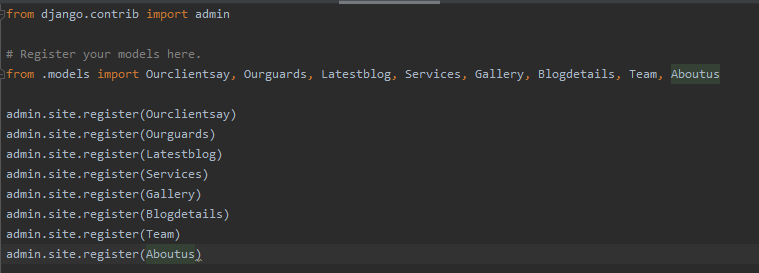 from django.contrib import admin
# Register your models here.
from .models import Ourclientsay, Ourguards, Latestblog, Services, Gallery, Blogdetails, Team, Aboutus
admin.site.register(Ourclientsay)
admin.site.register(Ourguards)
admin.site.register(Latestblog)
admin.site.register(Services)
admin.site.register(Gallery)
admin.site.register(Blogdetails)
admin.site.register(Team)
admin.site.register(Aboutus)